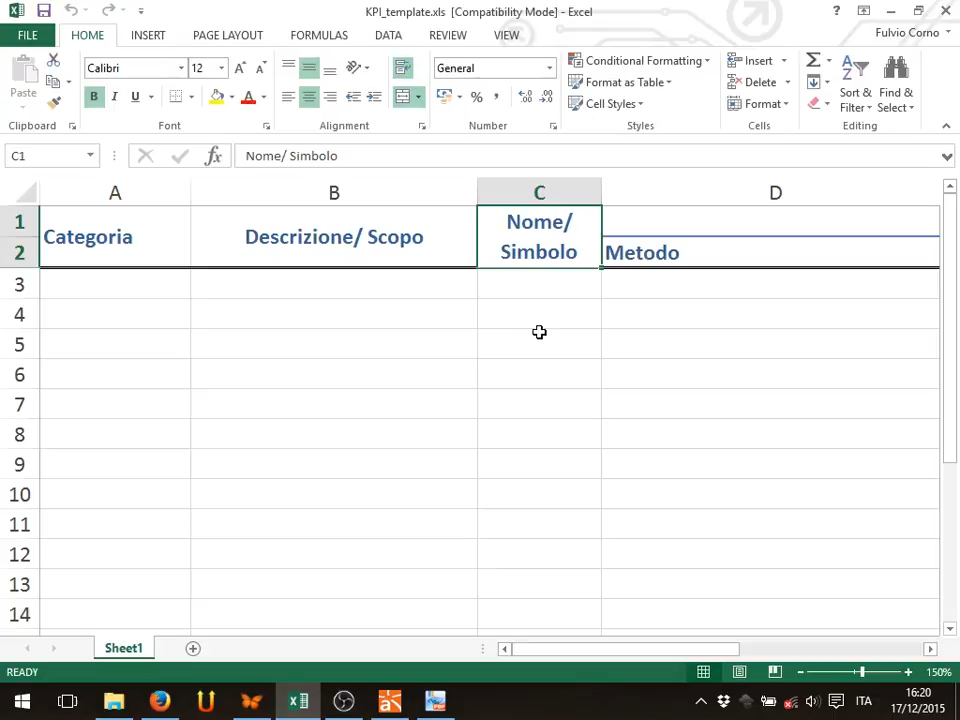 KPI_template.xls [Compatibility Mode] - Excel
?
FILE HOME INSERT PAGE LAYOUT FORMULAS DATA REVIEW VIEW Fulvio Corno
Paste
Calibri 12
B I U A
General
%
Conditional Formatting
Format as Table
Cell Styles
Insert
Delete
Format
Sort & Filter
Find & Select
Clipboard Font Alignment Number Styles Cells Editing
C1 fx Nome/ Simbolo
A B C D
1
2
Categoria
Descrizione/ Scopo
Nome/
Simbolo
Metodo
3
4
5
6
7
8
9
10
11
12
13
14
Sheet1
READY 150%
ITA
16:20
17/12/2015